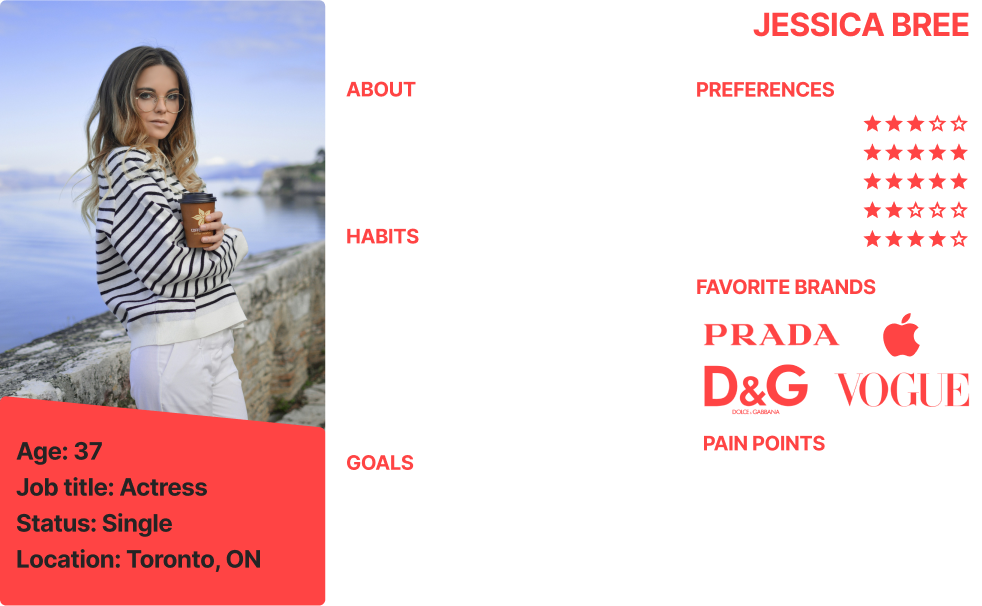 JESSICA BREE
ABOUT
HABITS
GOALS
PREFERENCES
FAVORITE BRANDS
PRADA
D&G
DOLCE & GABBANA
VOGUE
PAIN POINTS
Age: 37
Job title: Actress
Status: Single
Location: Toronto, ON